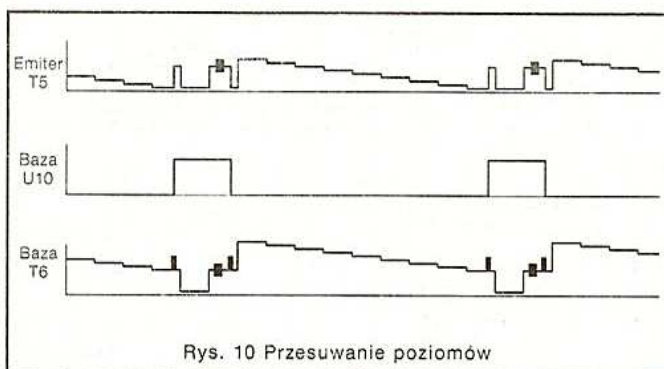 Emiter
T5
Baza
U10
Baza
T6
Rys. 10 Przesuwanie poziomów